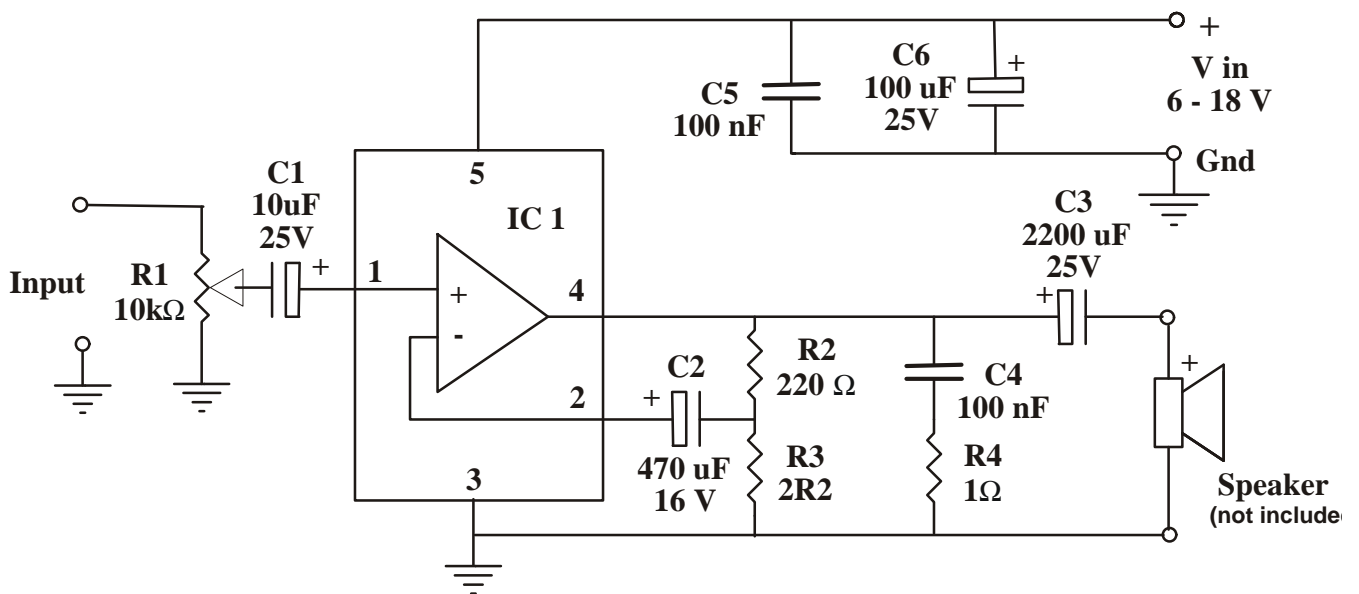 +
V in
6 - 18 V
Gnd
C6
100 uF
25V
+
C5
100 nF
C1
10uF
25V
+
5
IC 1
Input
R1
10kΩ
1
+
-
4
2
3
C2
+
470 uF
16 V
R2
220 Ω
R3
2R2
C4
100 nF
R4
1Ω
C3
2200 uF
25V
+
+
Speaker
(not include